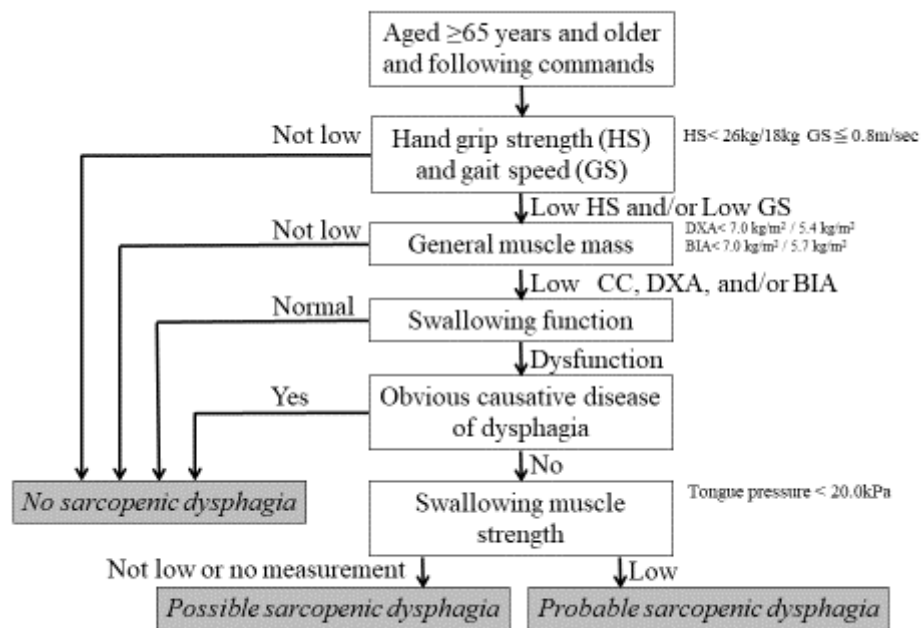 Aged ≥65 years and older
and following commands
Not low
Hand grip strength (HS)
and gait speed (GS)
HS< 26kg/18kg GS≦0.8m/sec
Low HS and/or Low GS
Not low
General muscle mass
DXA< 7.0 kg/m² / 5.4 kg/m²
BIA< 7.0 kg/m² / 5.7 kg/m²
Low CC, DXA, and/or BIA
Normal
Swallowing function
Dysfunction
Yes
Obvious causative disease
of dysphagia
No
No sarcopenic dysphagia
Swallowing muscle
strength
Tongue pressure < 20.0kPa
Not low or no measurement
Low
Possible sarcopenic dysphagia
Probable sarcopenic dysphagia